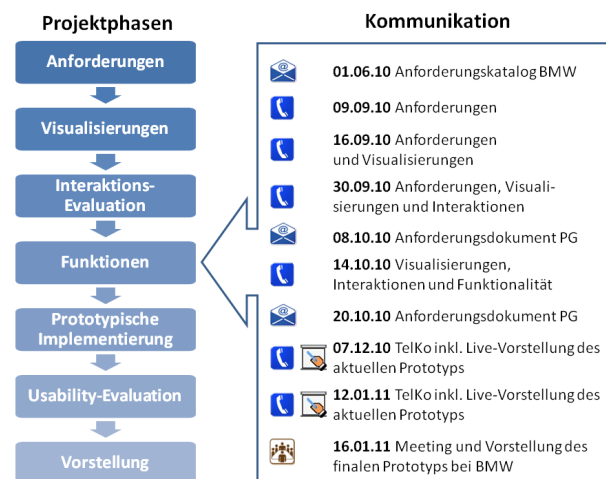 Projektphasen
Anforderungen
Visualisierungen
Interaktions-
Evaluation
Funktionen
Prototypische
Implementierung
Usability-Evaluation
Vorstellung
Kommunikation
01.06.10 Anforderungskatalog BMW
09.09.10 Anforderungen
16.09.10 Anforderungen
und Visualisierungen
30.09.10 Anforderungen, Visuali-
sierungen und Interaktionen
08.10.10 Anforderungsdokument PG
14.10.10 Visualisierungen,
Interaktionen und Funktionalität
20.10.10 Anforderungsdokument PG
07.12.10 TelKo inkl. Live-Vorstellung des
aktuellen Prototyps
12.01.11 TelKo inkl. Live-Vorstellung des
aktuellen Prototyps
16.01.11 Meeting und Vorstellung des
finalen Prototyps bei BMW